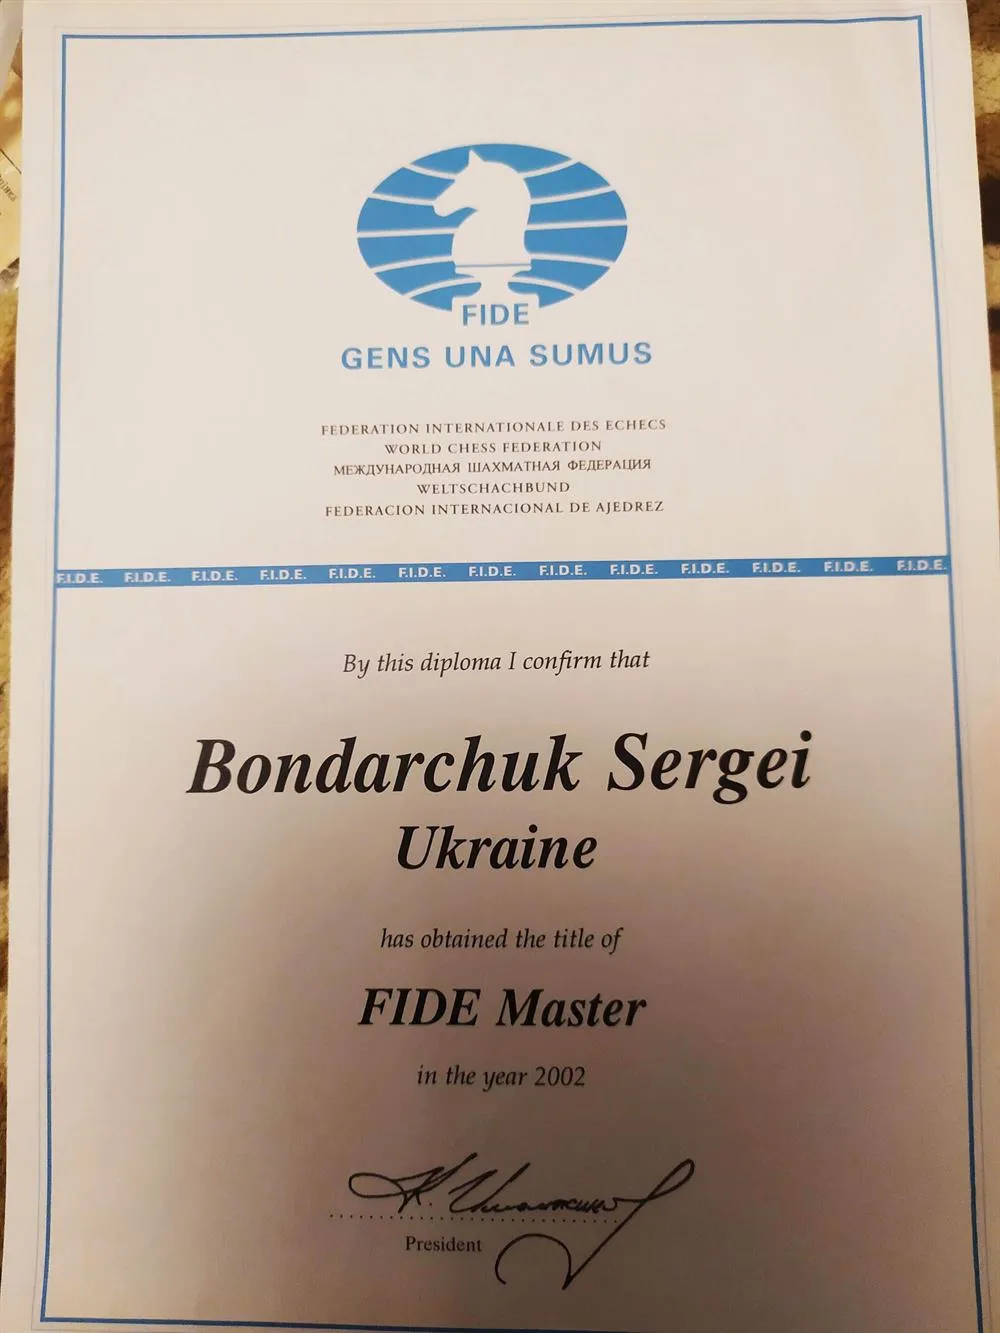 FIDE
GENS UNA SUMUS
FEDERATION INTERNATIONALE DES ECHECS
WORLD CHESS FEDERATION
МЕЖДУНАРОДНАЯ ШАХМАТНАЯ ФЕДЕРАЦИЯ
WELTSCHACHBUND
FEDERACION INTERNACIONAL DE AJEDREZ
F.I.D.E. F.I.D.E. F.I.D.E. F.I.D.E. F.I.D.E. F.I.D.E. F.I.D.E. F.I.D.E. F.I.D.E. F.I.D.E. F.I.D.E. F.I.D.E. F.I.D.E.
By this diploma I confirm that
Bondarchuk Sergei
Ukraine
has obtained the title of
FIDE Master
in the year 2002
President